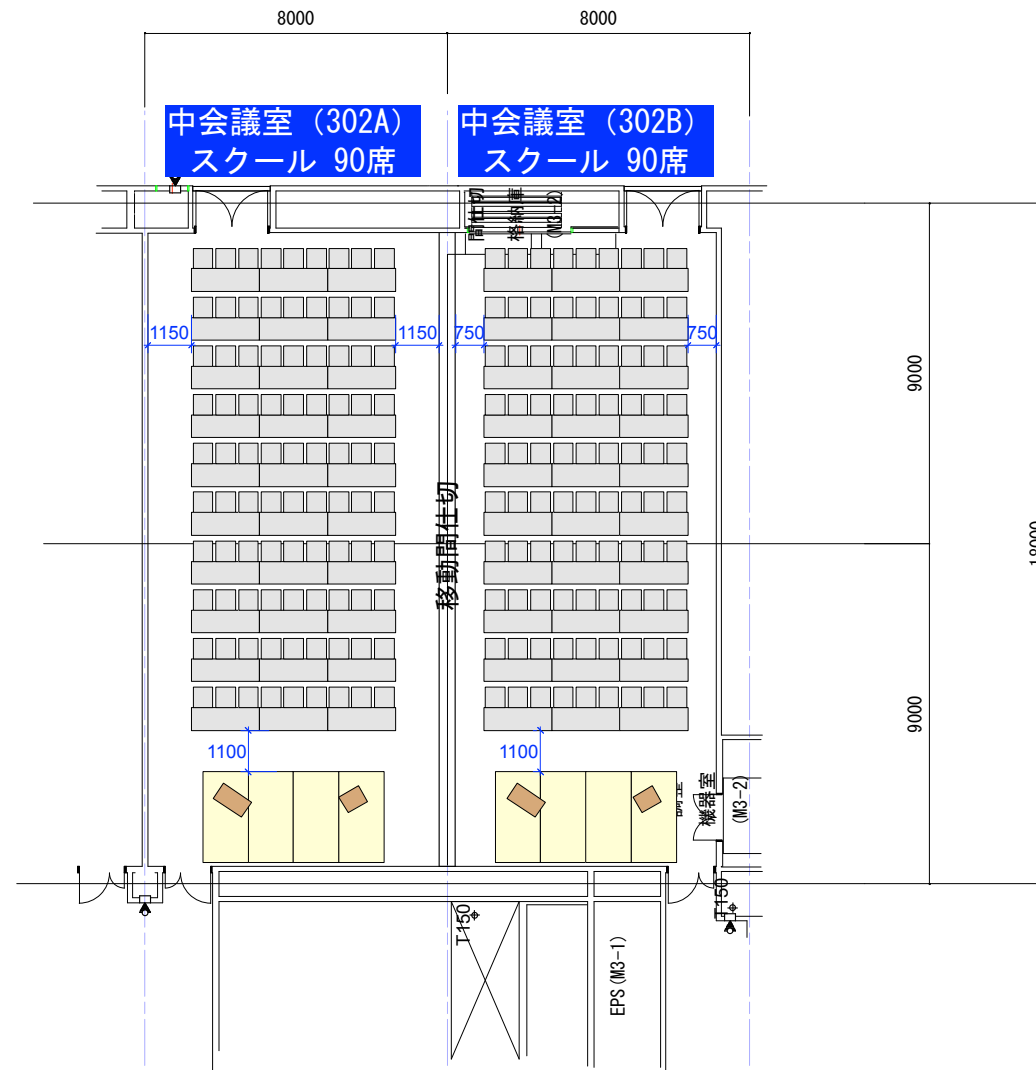 8000
8000
中会議室（302A）
スクール 90席
中会議室（302B）
スクール 90席
間仕切
格納庫
(M3-2)
1150
1150
750
750
9000
移動間仕切
18000
9000
1100
1100
調整
機器室
(M3-2)
T150
T150
EPS(M3-1)